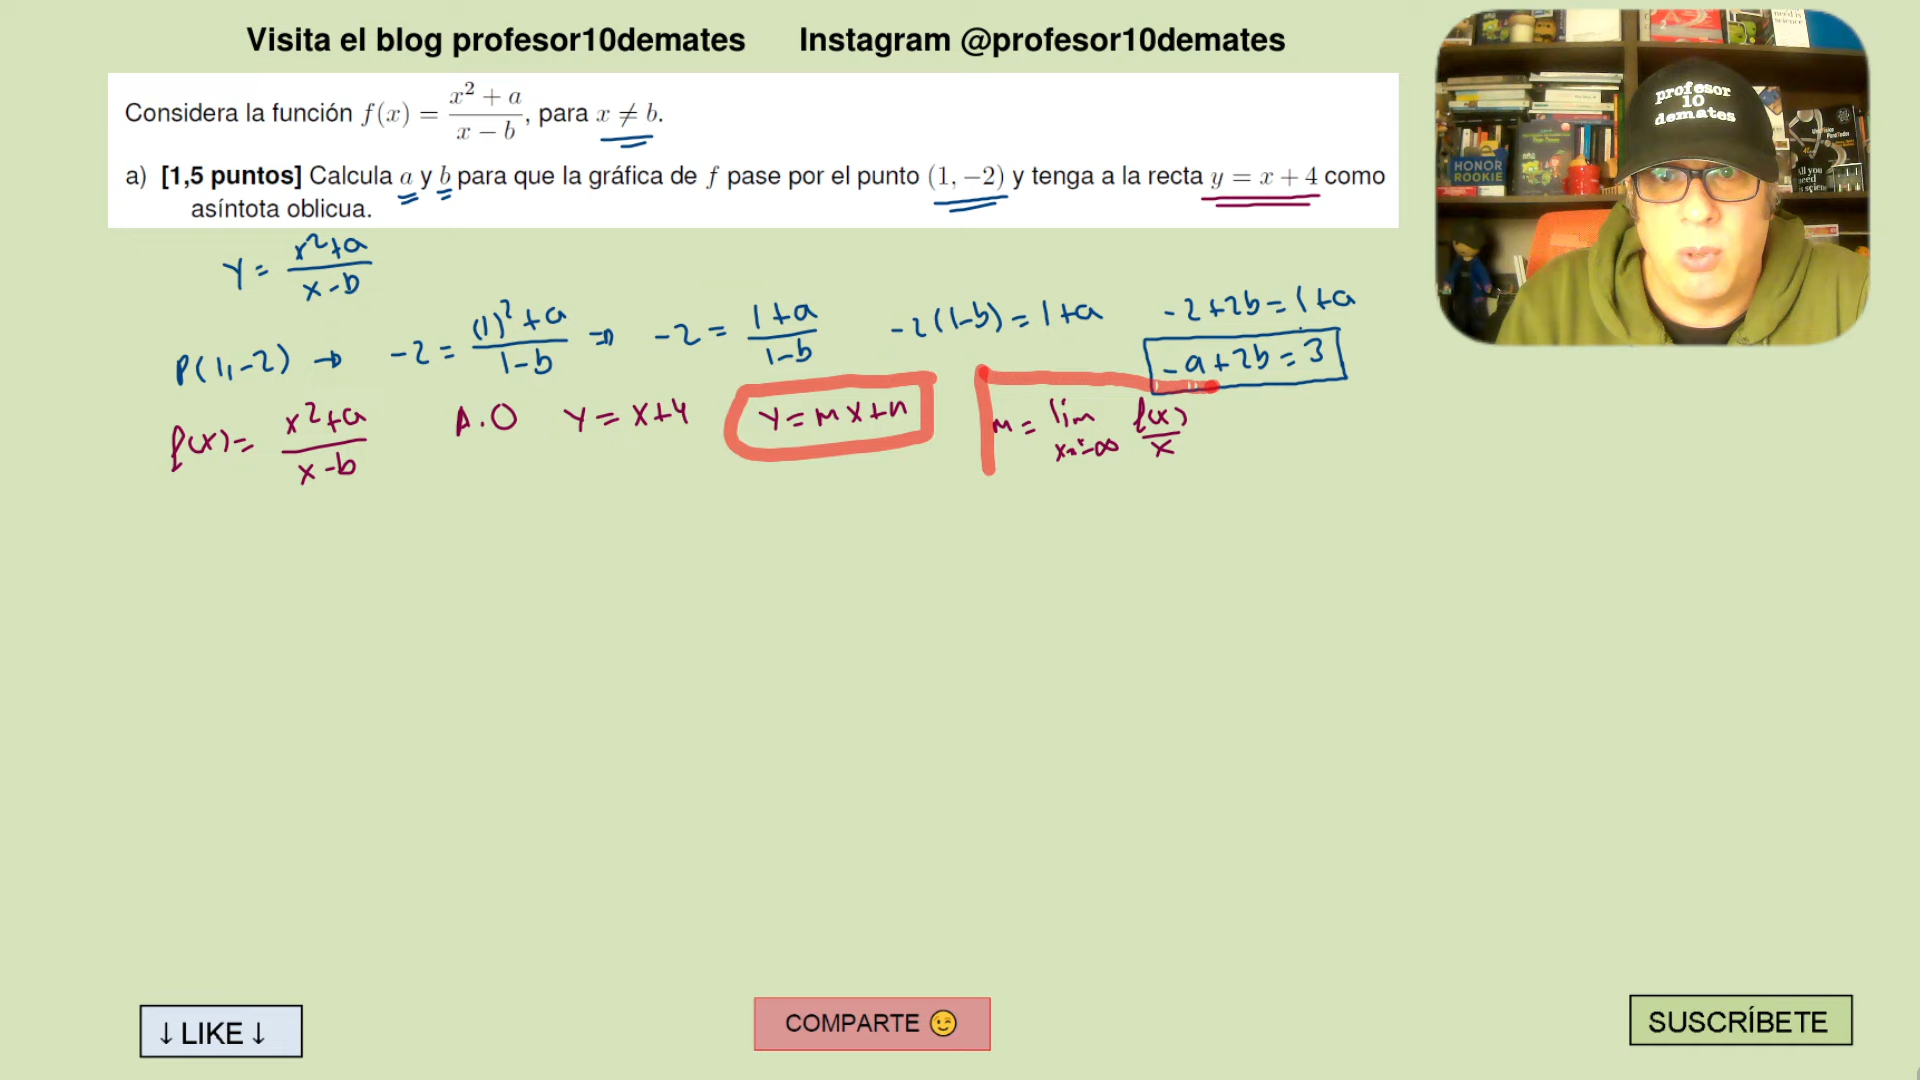 Visita el blog profesor10demates Instagram @profesor10demates
Considera la función f(x) = (x² + a)/(x − b), para x ≠ b.
a) [1,5 puntos] Calcula a y b para que la gráfica de f pase por el punto (1, −2) y tenga a la recta y = x + 4 como
asíntota oblicua.
y = (x²+a)/(x-b)
P(1,-2) → -2 = ((1)²+a)/(1-b) ⇒ -2 = (1+a)/(1-b) -2(1-b) = 1+a -2+2b = 1+a
-a+2b = 3
f(x) = (x²+a)/(x-b) A.O y = x+4 y = mx+n m = lim f(x)/x
profesor
10
demates
HONOR
ROOKIE
↓ LIKE ↓
COMPARTE 😉
SUSCRÍBETE